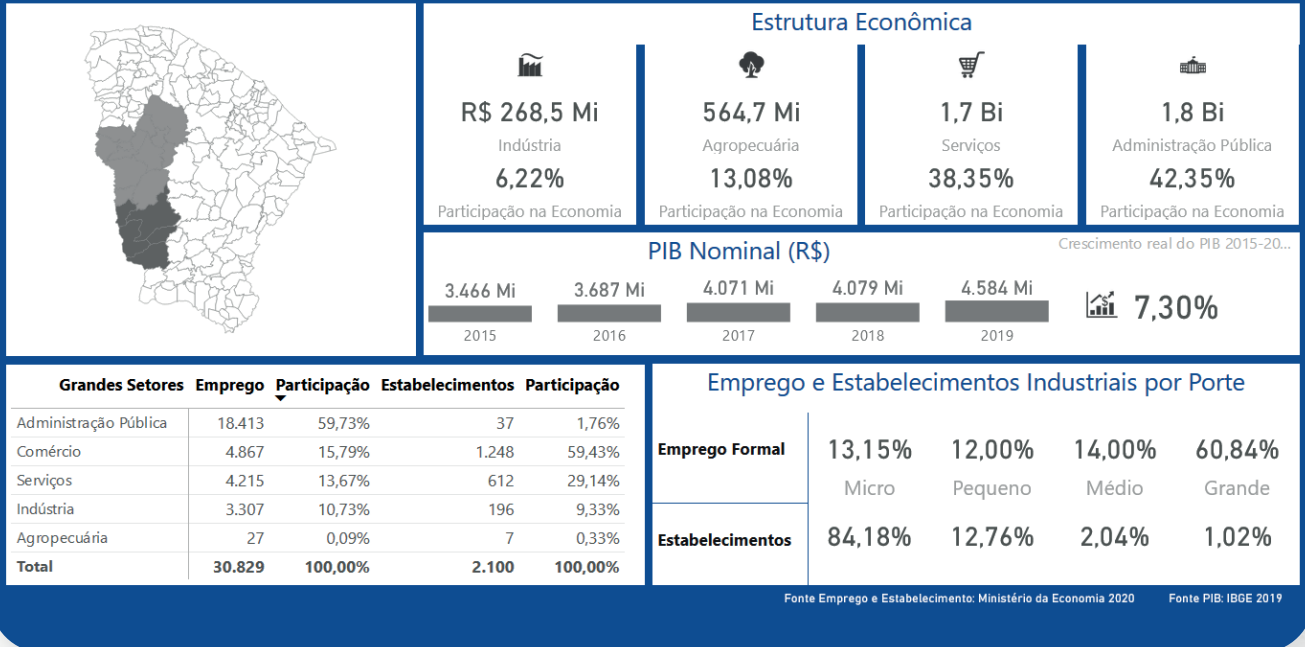 Estrutura Econômica
R$ 268,5 Mi
Indústria
6,22%
Participação na Economia
564,7 Mi
Agropecuária
13,08%
Participação na Economia
1,7 Bi
Serviços
38,35%
Participação na Economia
1,8 Bi
Administração Pública
42,35%
Participação na Economia
PIB Nominal (R$)
Crescimento real do PIB 2015-20...
3.466 Mi 3.687 Mi 4.071 Mi 4.079 Mi 4.584 Mi
7,30%
2015 2016 2017 2018 2019
Grandes Setores Emprego Participação Estabelecimentos Participação
Administração Pública 18.413 59,73% 37 1,76%
Comércio 4.867 15,79% 1.248 59,43%
Serviços 4.215 13,67% 612 29,14%
Indústria 3.307 10,73% 196 9,33%
Agropecuária 27 0,09% 7 0,33%
Total 30.829 100,00% 2.100 100,00%
Emprego e Estabelecimentos Industriais por Porte
Emprego Formal 13,15% 12,00% 14,00% 60,84%
Micro Pequeno Médio Grande
Estabelecimentos 84,18% 12,76% 2,04% 1,02%
Fonte Emprego e Estabelecimento: Ministério da Economia 2020 Fonte PIB: IBGE 2019